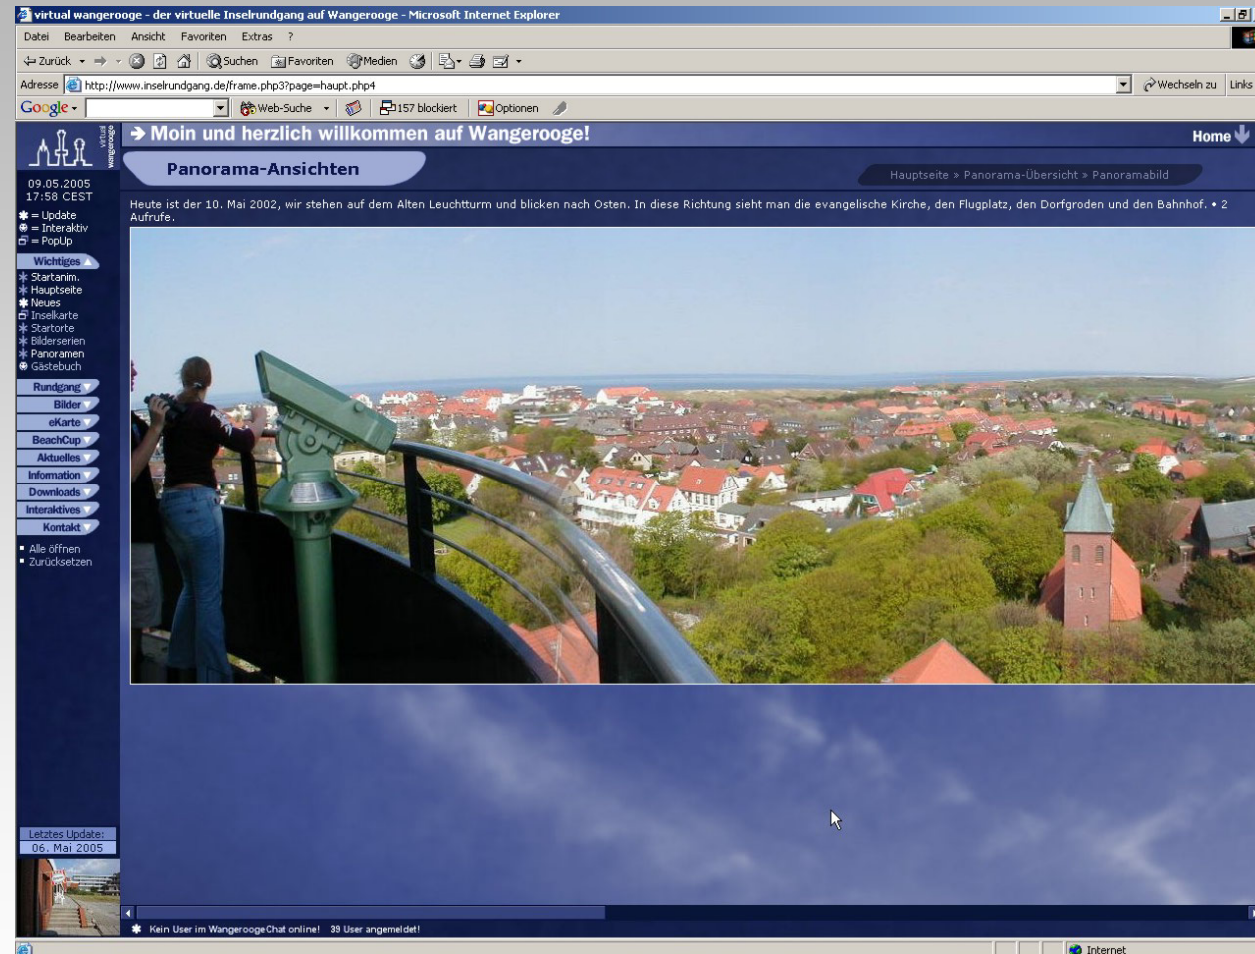 virtual wangerooge - der virtuelle Inselrundgang auf Wangerooge - Microsoft Internet Explorer
Datei Bearbeiten Ansicht Favoriten Extras ?
Zurück Suchen Favoriten Medien
Adresse http://www.inselrundgang.de/frame.php3?page=haupt.php4 Wechseln zu Links
Google Web-Suche 157 blockiert Optionen
virtual
wangerooge
Moin und herzlich willkommen auf Wangerooge!
Home
Panorama-Ansichten
Hauptseite » Panorama-Übersicht » Panoramabild
09.05.2005
17:58 CEST
= Update
= Interaktiv
= PopUp
Wichtiges
Startanim.
Hauptseite
Neues
Inselkarte
Startorte
Bilderserien
Panoramen
Gästebuch
Rundgang
Bilder
eKarte
BeachCup
Aktuelles
Information
Downloads
Interaktives
Kontakt
Alle öffnen
Zurücksetzen
Letztes Update:
06. Mai 2005
Heute ist der 10. Mai 2002, wir stehen auf dem Alten Leuchtturm und blicken nach Osten. In diese Richtung sieht man die evangelische Kirche, den Flugplatz, den Dorfgroden und den Bahnhof. • 2
Aufrufe.
Kein User im WangeroogeChat online! 39 User angemeldet!
Internet